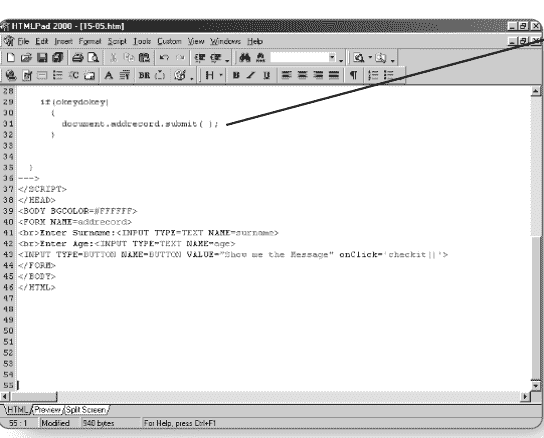 HTMLPad 2000 - [15-05.htm]
File Edit Insert Format Script Tools Custom View Windows Help
BR H B I U
28
29 if(okeydokey)
30 {
31 document.addrecord.submit( );
32 }
33
34
35 }
36 --->
37 </SCRIPT>
38 </HEAD>
39 <BODY BGCOLOR=#FFFFFF>
40 <FORM NAME=addrecord>
41 <br>Enter Surname:<INPUT TYPE=TEXT NAME=surname>
42 <br>Enter Age:<INPUT TYPE=TEXT NAME=age>
43 <INPUT TYPE=BUTTON NAME=BUTTON VALUE="Show me the Message" onClick='checkit()'>
44 </FORM>
45 </BODY>
46 </HTML>
47
48
49
50
51
52
53
54
55
HTML Preview Split Screen
55 : 1 Modified 540 bytes For Help, press Ctrl+F1